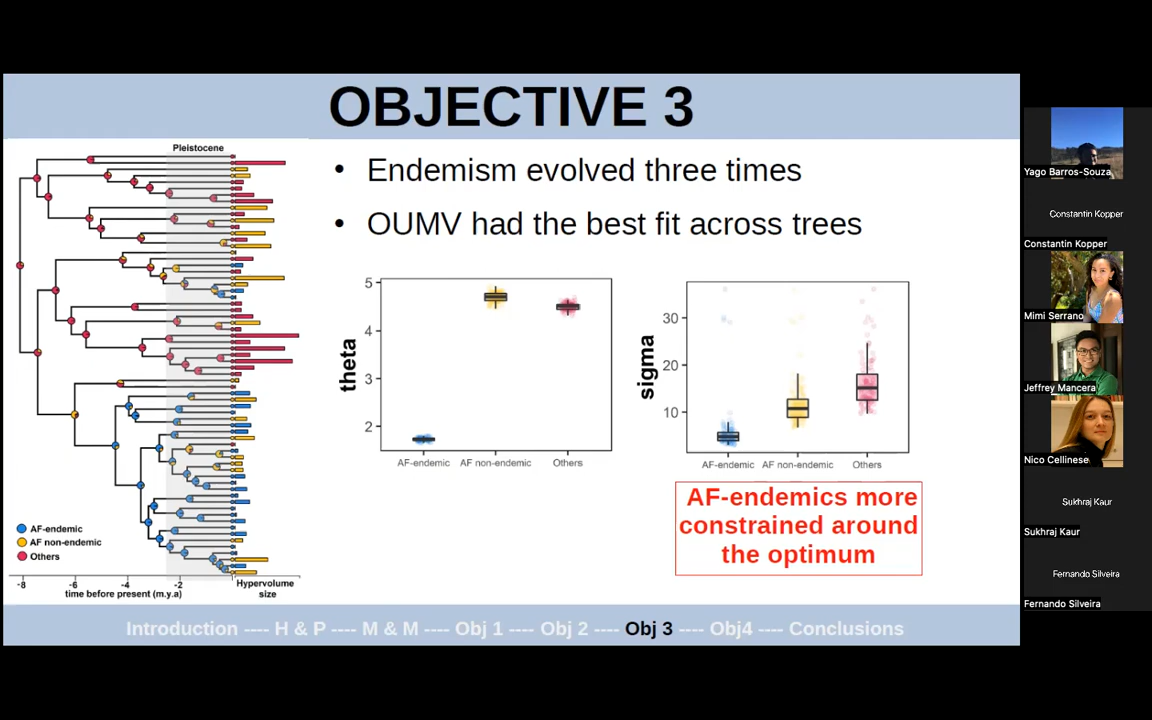 OBJECTIVE 3
Pleistocene
• Endemism evolved three times
• OUMV had the best fit across trees
AF-endemic
AF non-endemic
Others
-8 -6 -4 -2
time before present (m.y.a)
Hypervolume
size
theta
5
4
3
2
AF-endemic AF non-endemic Others
sigma
30
20
10
AF-endemic AF non-endemic Others
AF-endemics more
constrained around
the optimum
Introduction ---- H & P ---- M & M ---- Obj 1 ---- Obj 2 ---- Obj 3 ---- Obj4 ---- Conclusions
Yago Barros-Souza
Constantin Kopper
Constantin Kopper
Mimi Serrano
Jeffrey Mancera
Nico Cellinese
Sukhraj Kaur
Sukhraj Kaur
Fernando Silveira
Fernando Silveira